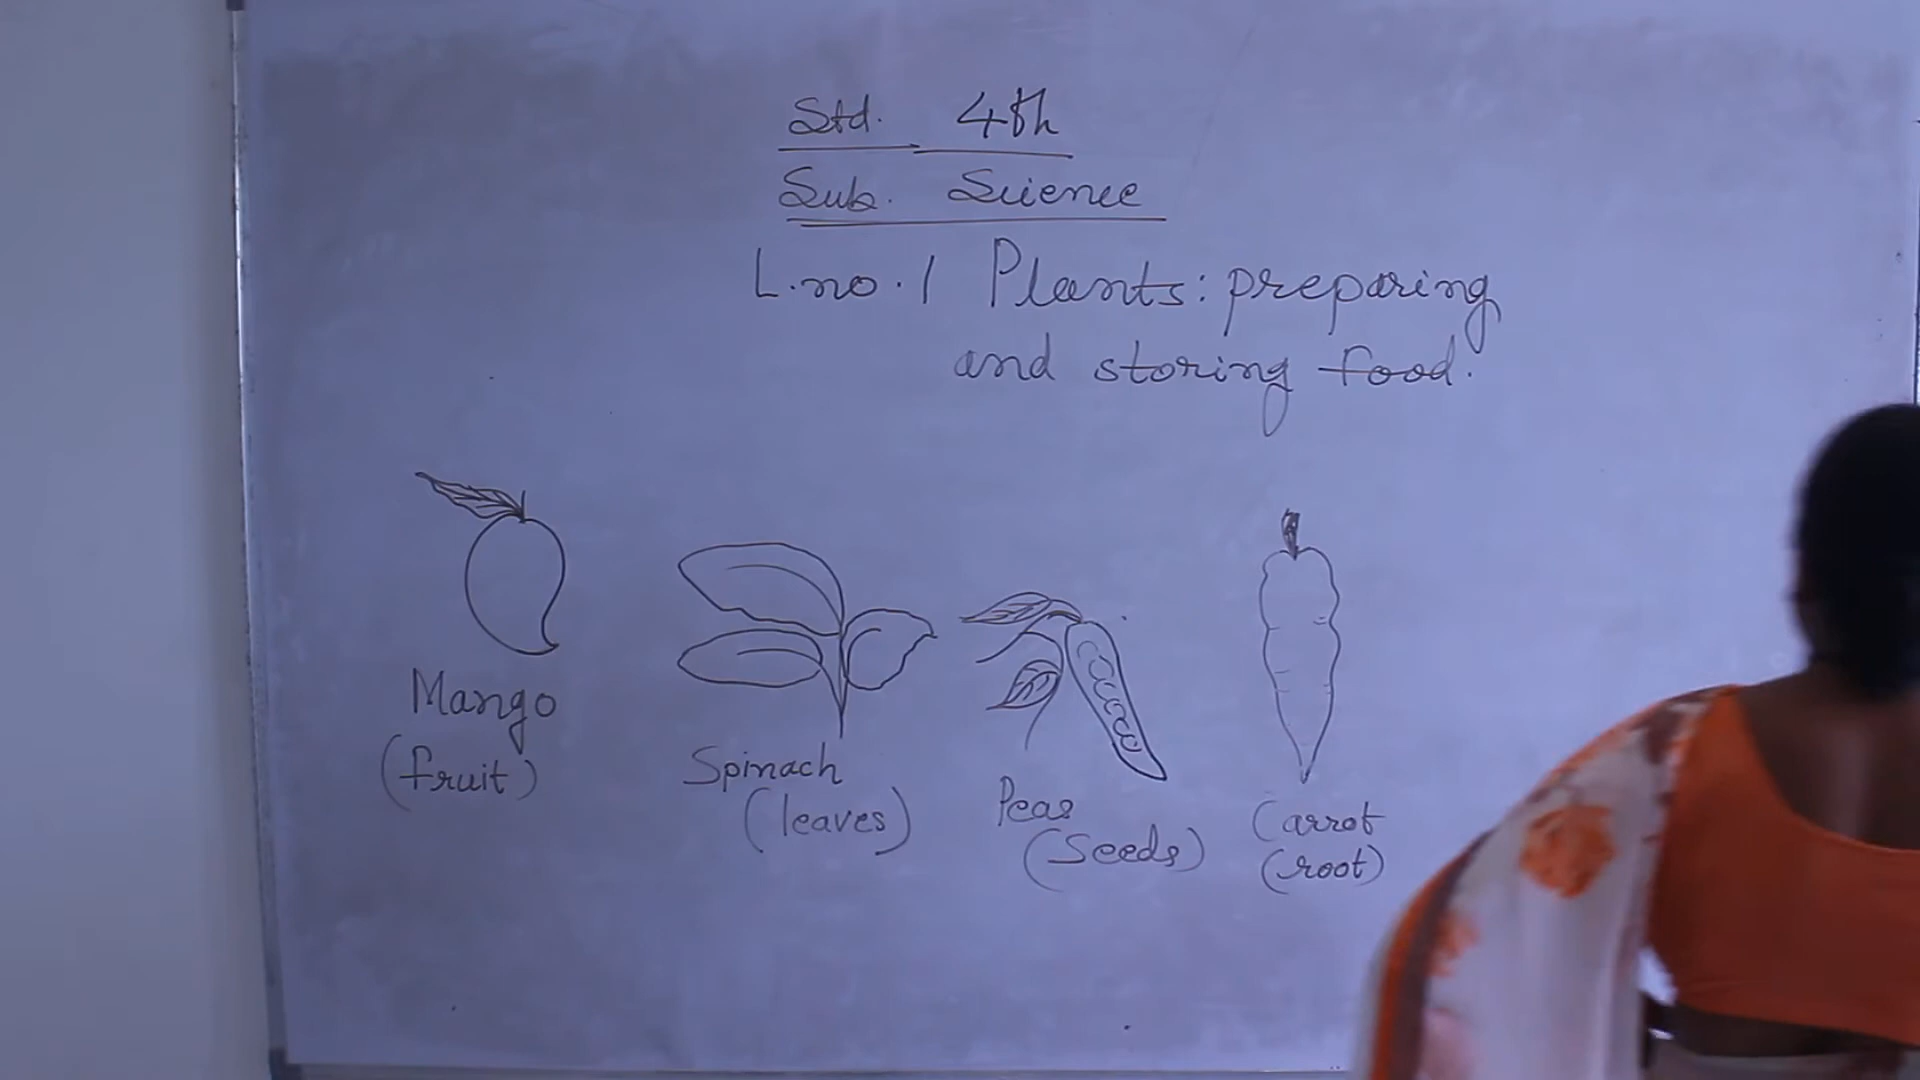 Std. 4th
Sub. Science
L.no.1 Plants: preparing
and storing food.
Mango
(fruit)
Spinach
(leaves)
Peas
(Seeds)
Carrot
(root)